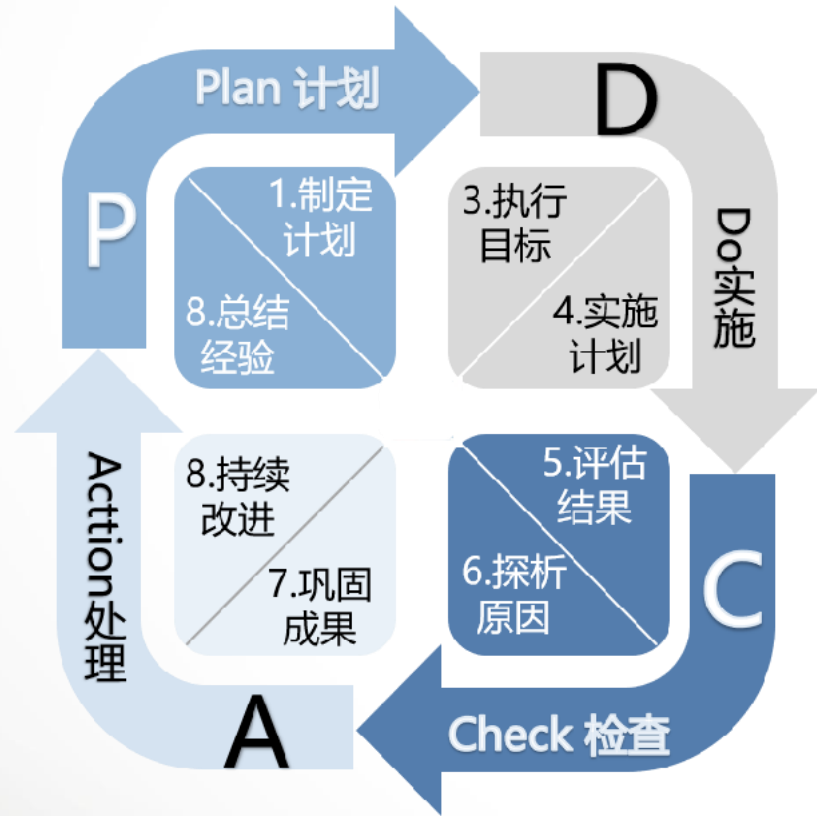 Plan 计划
P
D
Do实施
1.制定
计划
8.总结
经验
3.执行
目标
4.实施
计划
5.评估
结果
6.探析
原因
8.持续
改进
7.巩固
成果
C
Check 检查
A
Acttion处理